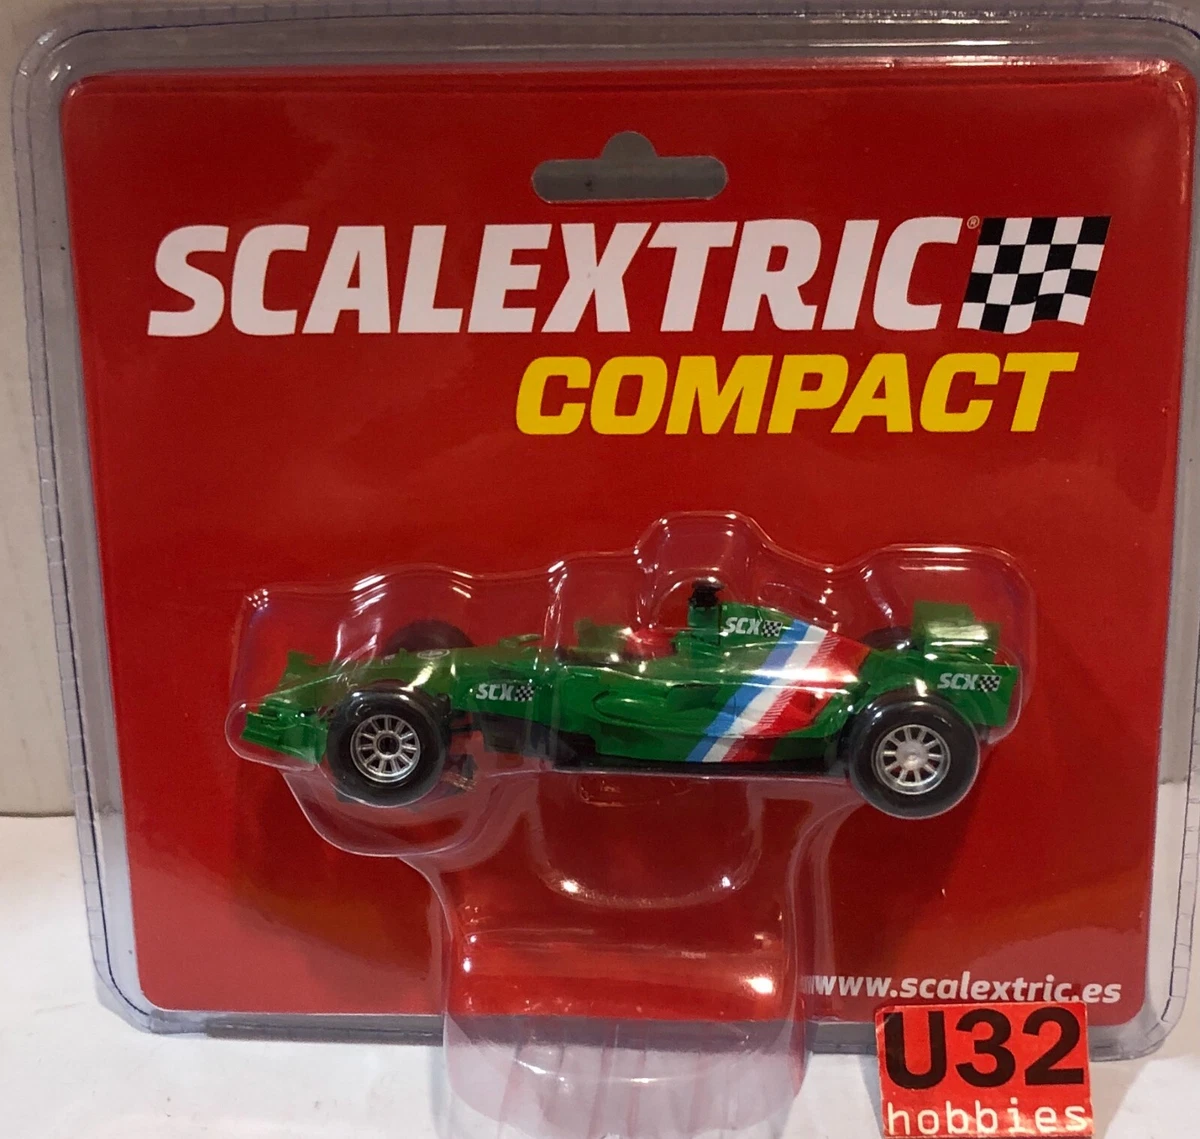 SCALEXTRIC®
COMPACT
SCX
SCX
SCX
www.scalextric.es
U32
hobbies